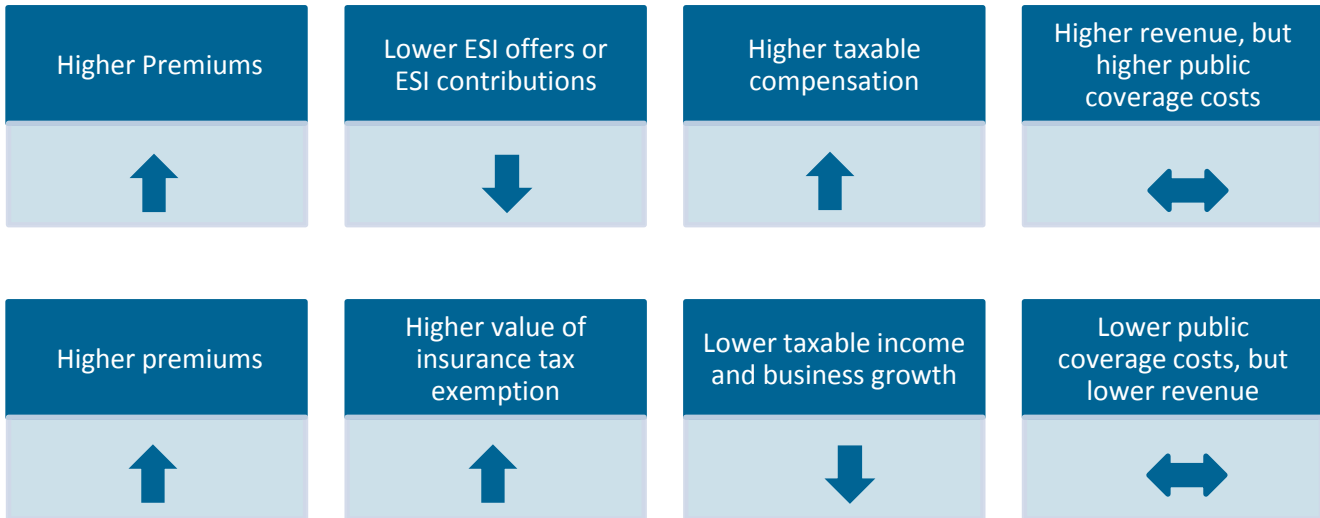 Higher Premiums
Lower ESI offers or
ESI contributions
Higher taxable
compensation
Higher revenue, but
higher public
coverage costs
Higher premiums
Higher value of
insurance tax
exemption
Lower taxable income
and business growth
Lower public
coverage costs, but
lower revenue